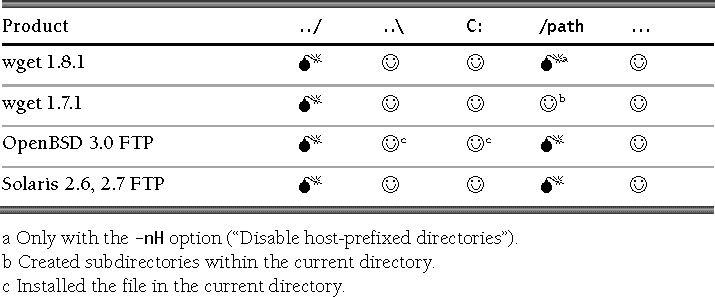 Product ../ ..\ C: /path ...
wget 1.8.1 💣 ☺ ☺ 💣a ☺
wget 1.7.1 💣 ☺ ☺ ☺b ☺
OpenBSD 3.0 FTP 💣 ☺c ☺c 💣 ☺
Solaris 2.6, 2.7 FTP 💣 ☺ ☺ 💣 ☺
a Only with the -nH option (“Disable host-prefixed directories”).
b Created subdirectories within the current directory.
c Installed the file in the current directory.